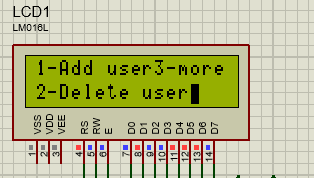 LCD1
LM016L
1-Add user3-more
2-Delete user
VSS
VDD
VEE
RS
RW
E
D0
D1
D2
D3
D4
D5
D6
D7
1
2
3
4
5
6
7
8
9
10
11
12
13
14